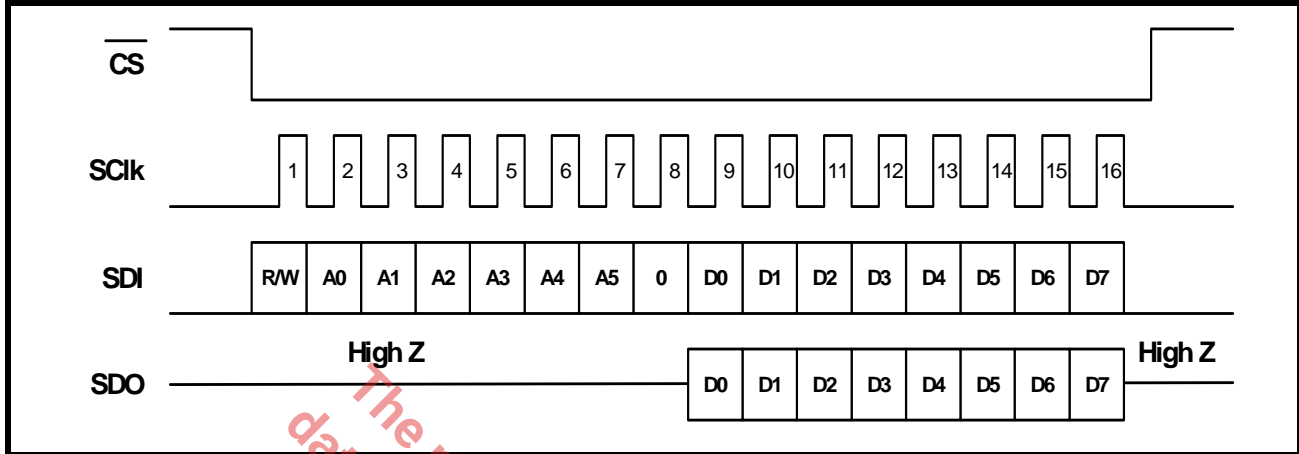 CS
SClk 1 2 3 4 5 6 7 8 9 10 11 12 13 14 15 16
SDI R/W A0 A1 A2 A3 A4 A5 0 D0 D1 D2 D3 D4 D5 D6 D7
High Z High Z
SDO D0 D1 D2 D3 D4 D5 D6 D7
The